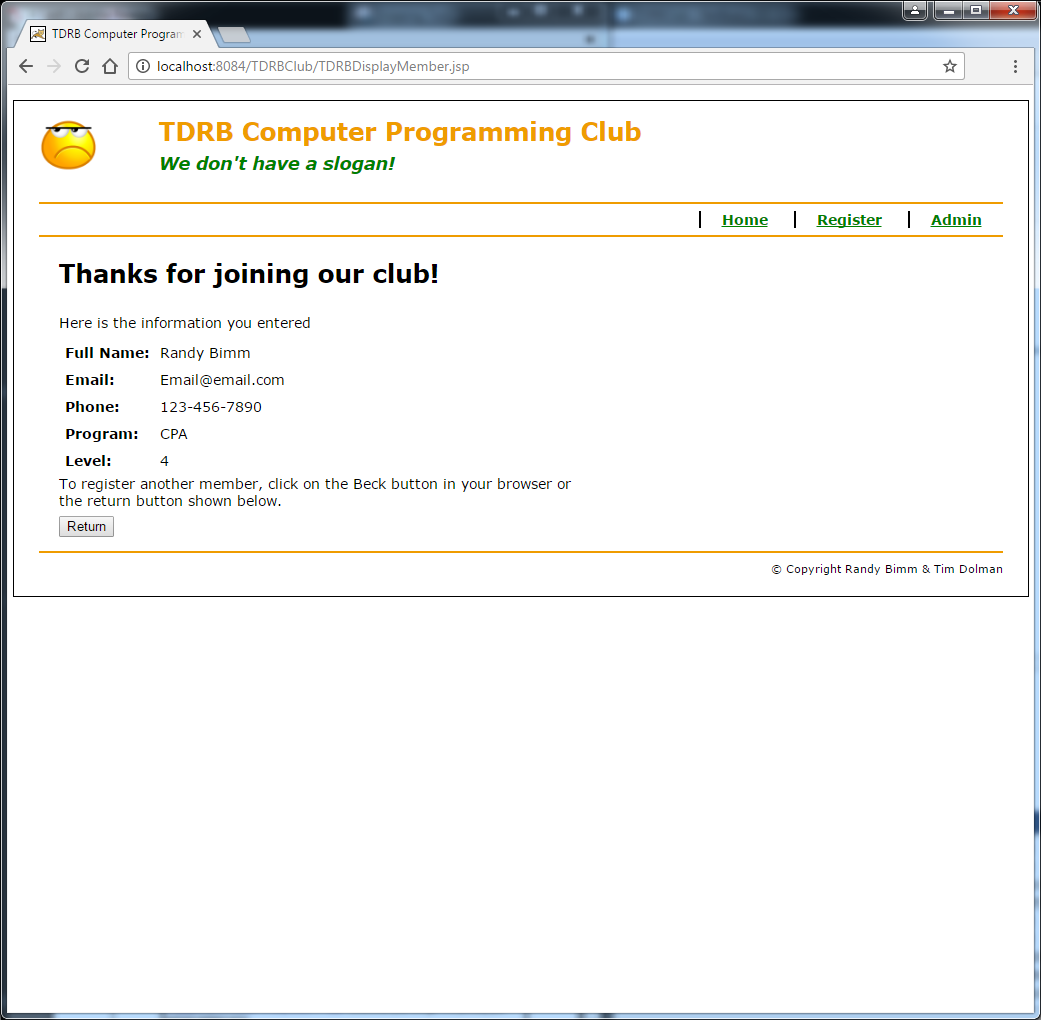 TDRB Computer Program
localhost:8084/TDRBClub/TDRBDisplayMember.jsp
TDRB Computer Programming Club
We don't have a slogan!
Home Register Admin
Thanks for joining our club!
Here is the information you entered
Full Name: Randy Bimm
Email: Email@email.com
Phone: 123-456-7890
Program: CPA
Level: 4
To register another member, click on the Beck button in your browser or
the return button shown below.
Return
© Copyright Randy Bimm & Tim Dolman